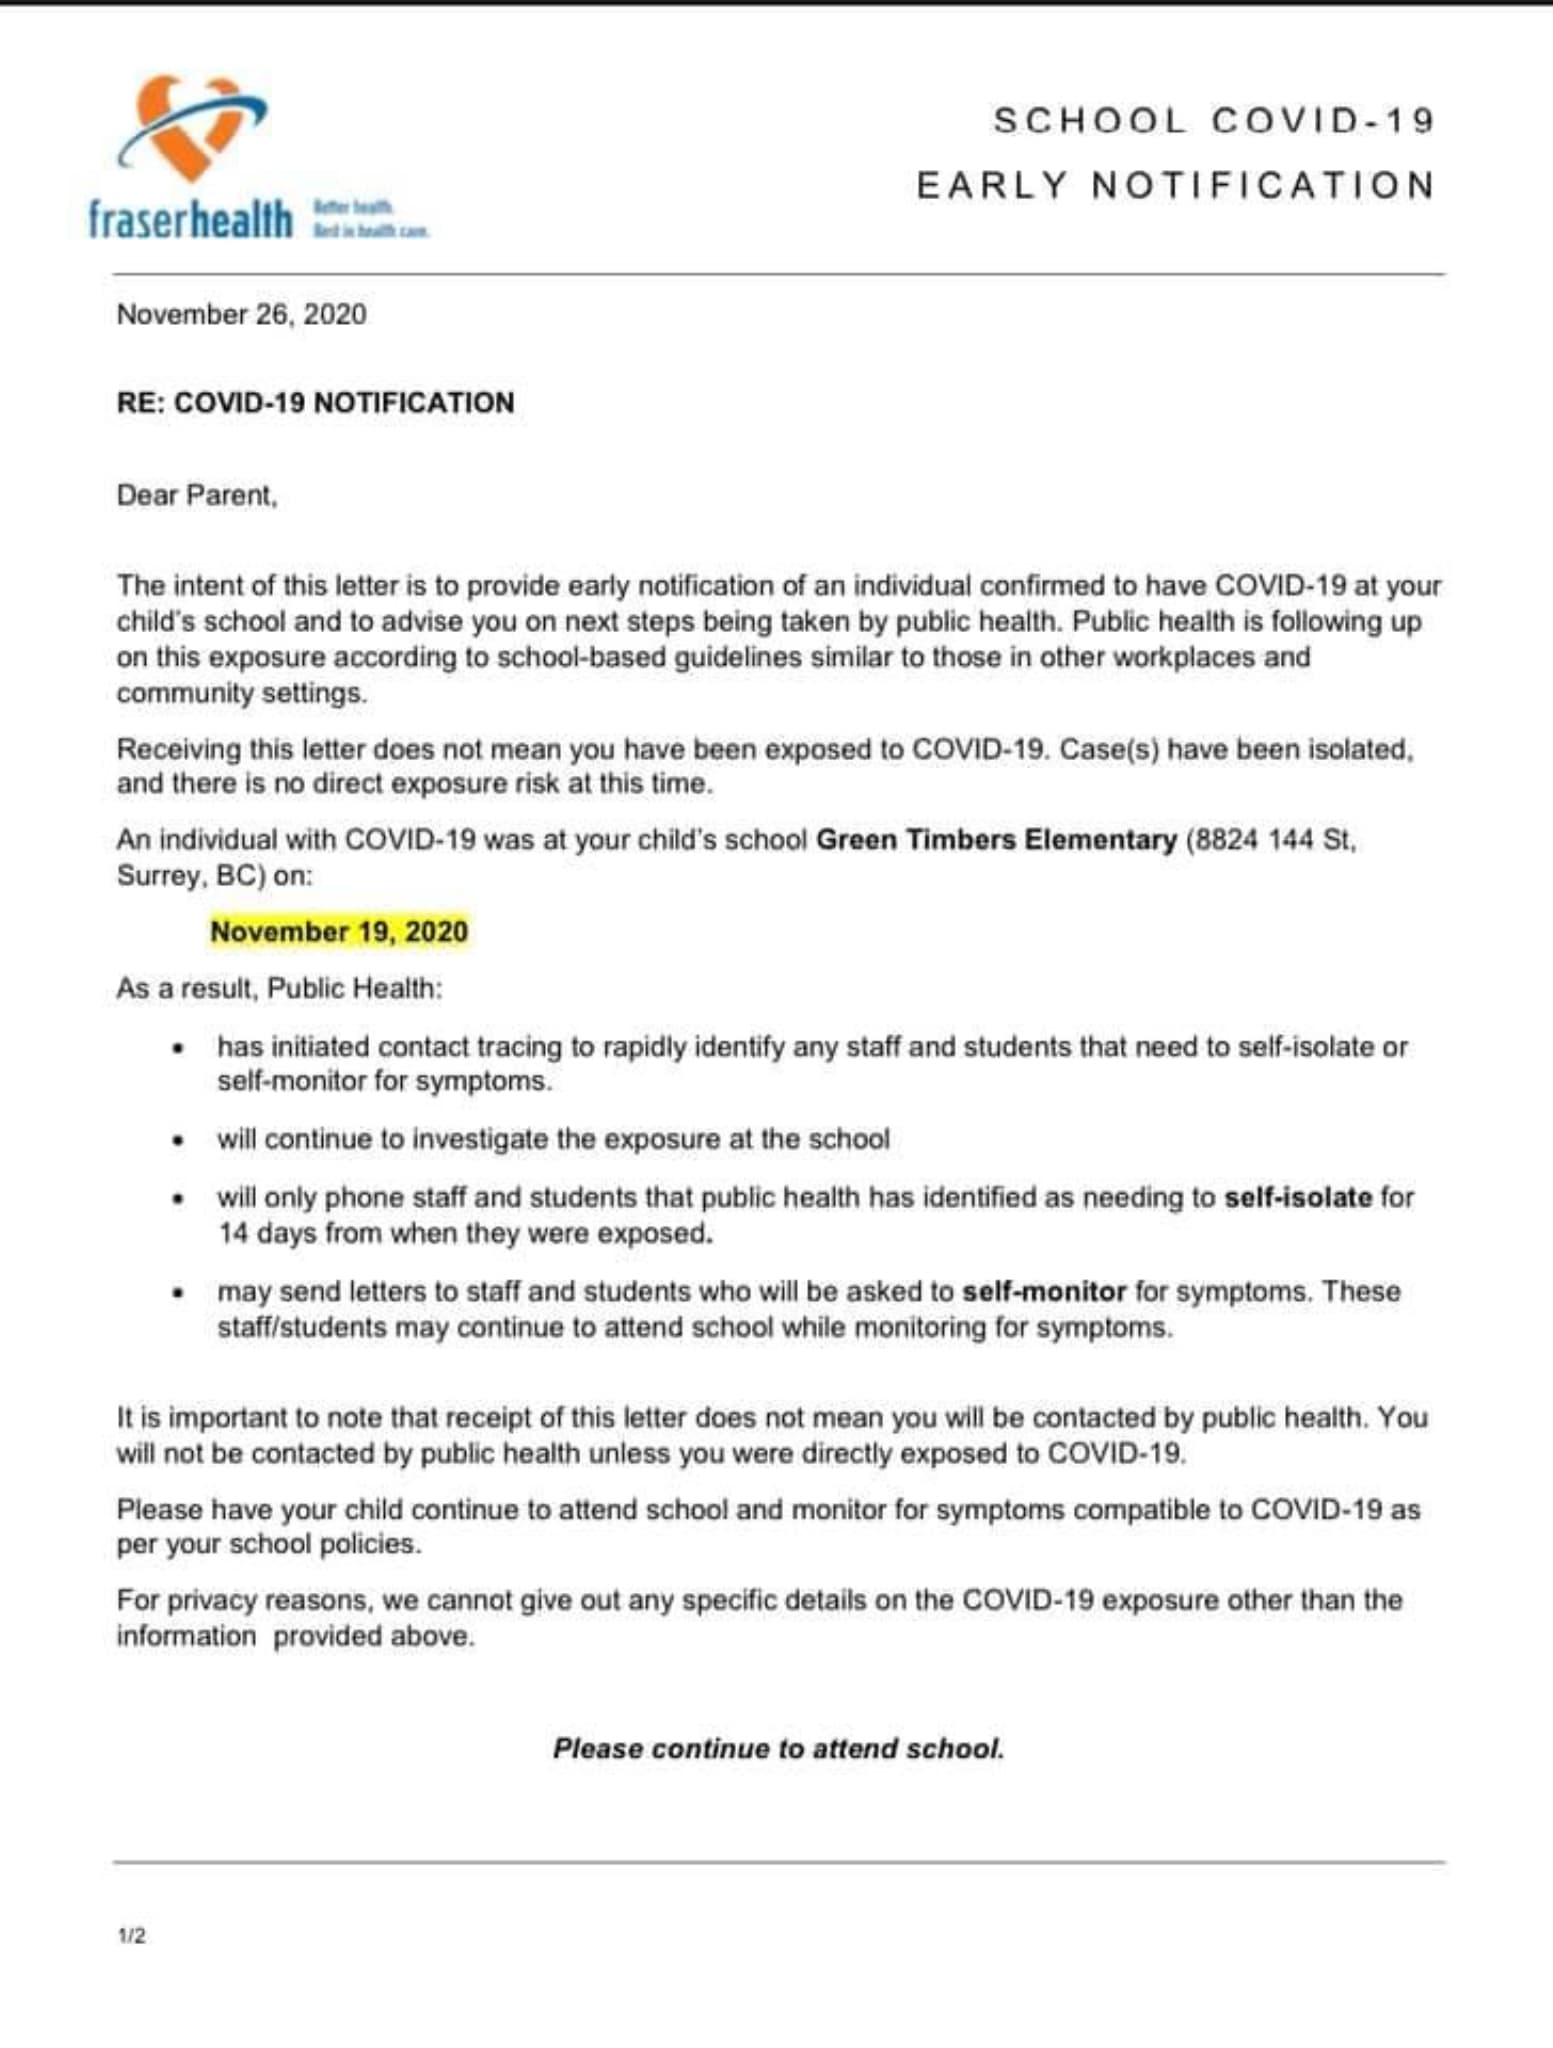 SCHOOL COVID-19
EARLY NOTIFICATION
fraserhealth
Better health.
Best in health care.
November 26, 2020
RE: COVID-19 NOTIFICATION
Dear Parent,
The intent of this letter is to provide early notification of an individual confirmed to have COVID-19 at your
child's school and to advise you on next steps being taken by public health. Public health is following up
on this exposure according to school-based guidelines similar to those in other workplaces and
community settings.
Receiving this letter does not mean you have been exposed to COVID-19. Case(s) have been isolated,
and there is no direct exposure risk at this time.
An individual with COVID-19 was at your child's school Green Timbers Elementary (8824 144 St,
Surrey, BC) on:
November 19, 2020
As a result, Public Health:
• has initiated contact tracing to rapidly identify any staff and students that need to self-isolate or
self-monitor for symptoms.
• will continue to investigate the exposure at the school
• will only phone staff and students that public health has identified as needing to self-isolate for
14 days from when they were exposed.
• may send letters to staff and students who will be asked to self-monitor for symptoms. These
staff/students may continue to attend school while monitoring for symptoms.
It is important to note that receipt of this letter does not mean you will be contacted by public health. You
will not be contacted by public health unless you were directly exposed to COVID-19.
Please have your child continue to attend school and monitor for symptoms compatible to COVID-19 as
per your school policies.
For privacy reasons, we cannot give out any specific details on the COVID-19 exposure other than the
information provided above.
Please continue to attend school.
1/2